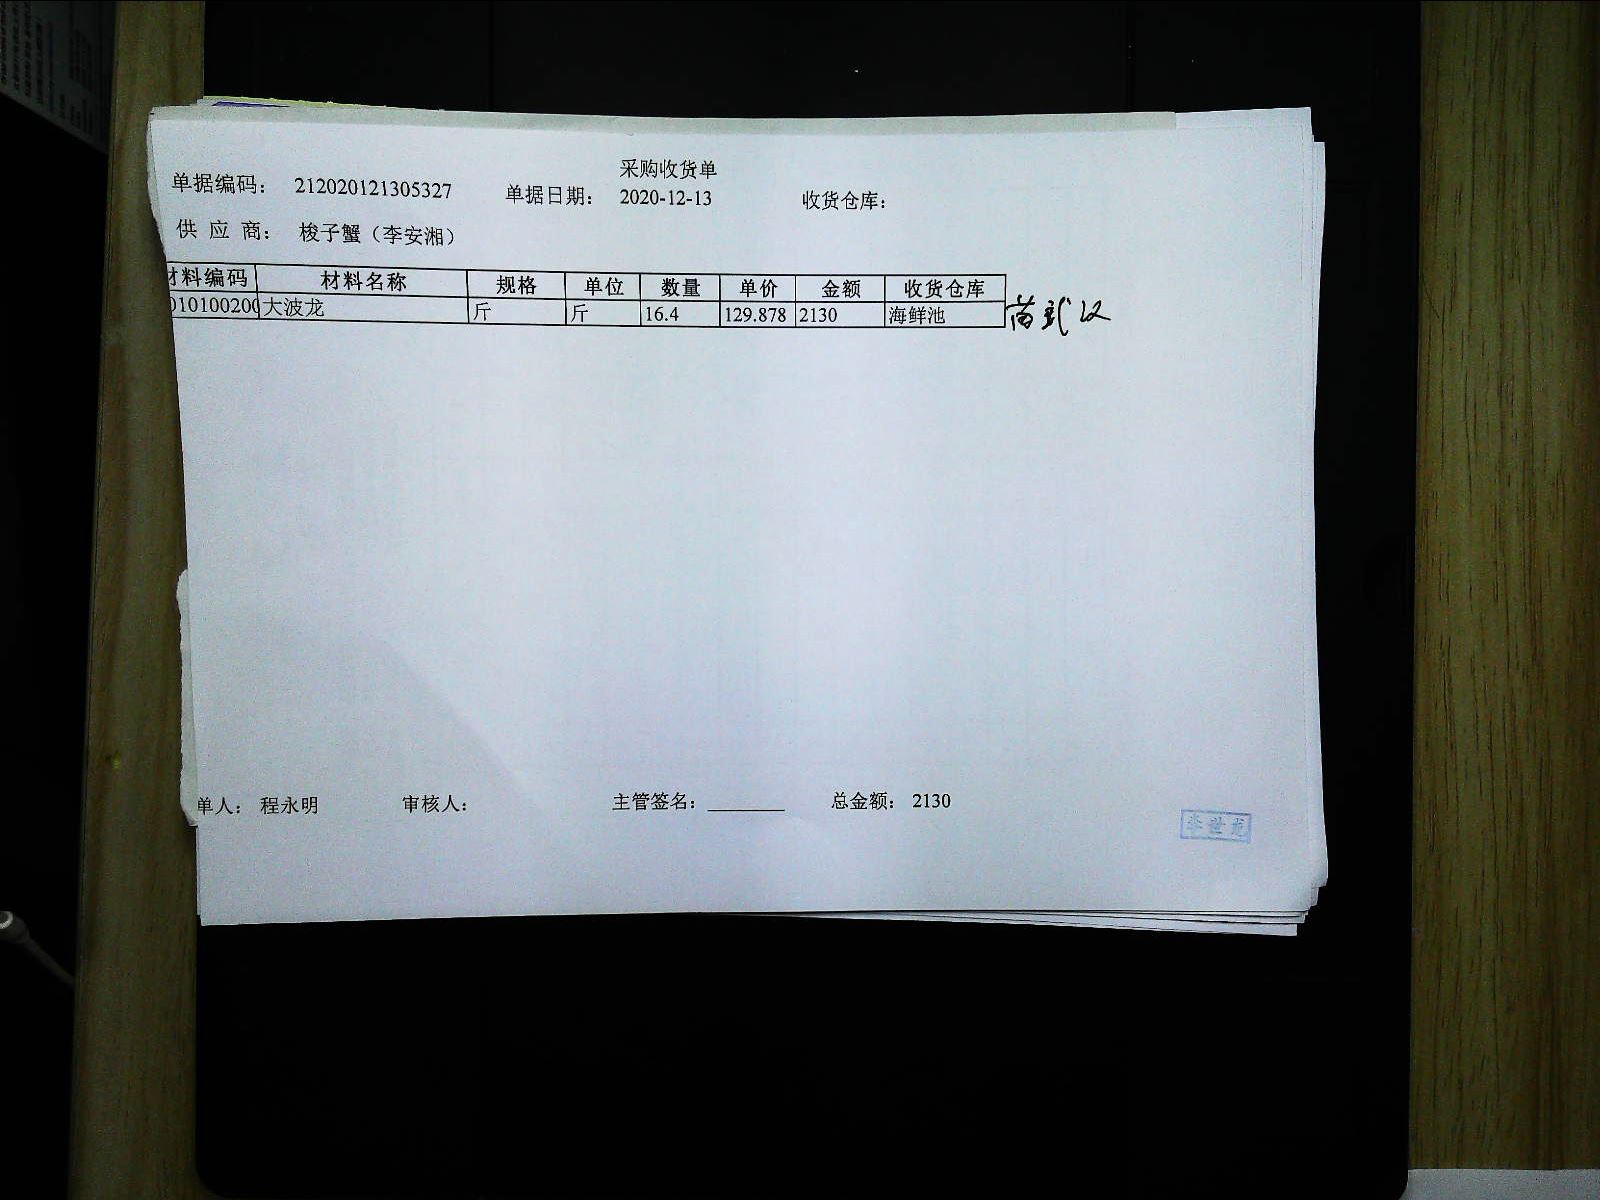 采购收货单
单据编码： 212020121305327 单据日期： 2020-12-13 收货仓库：
供 应 商： 梭子蟹（李安湘）
材料编码 材料名称 规格 单位 数量 单价 金额 收货仓库
010100200 大波龙 斤 斤 16.4 129.878 2130 海鲜池
单人： 程永明 审核人： 主管签名：________ 总金额： 2130
李世龙